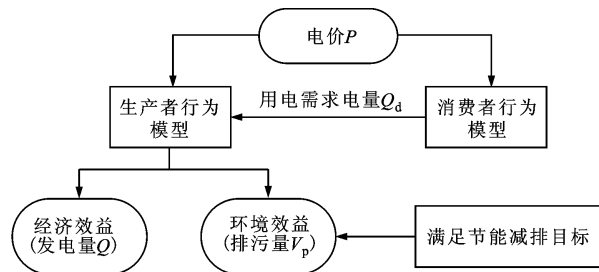 电价P
生产者行为
模型
用电需求电量Qd
消费者行为
模型
经济效益
(发电量Q)
环境效益
(排污量Vp)
满足节能减排目标